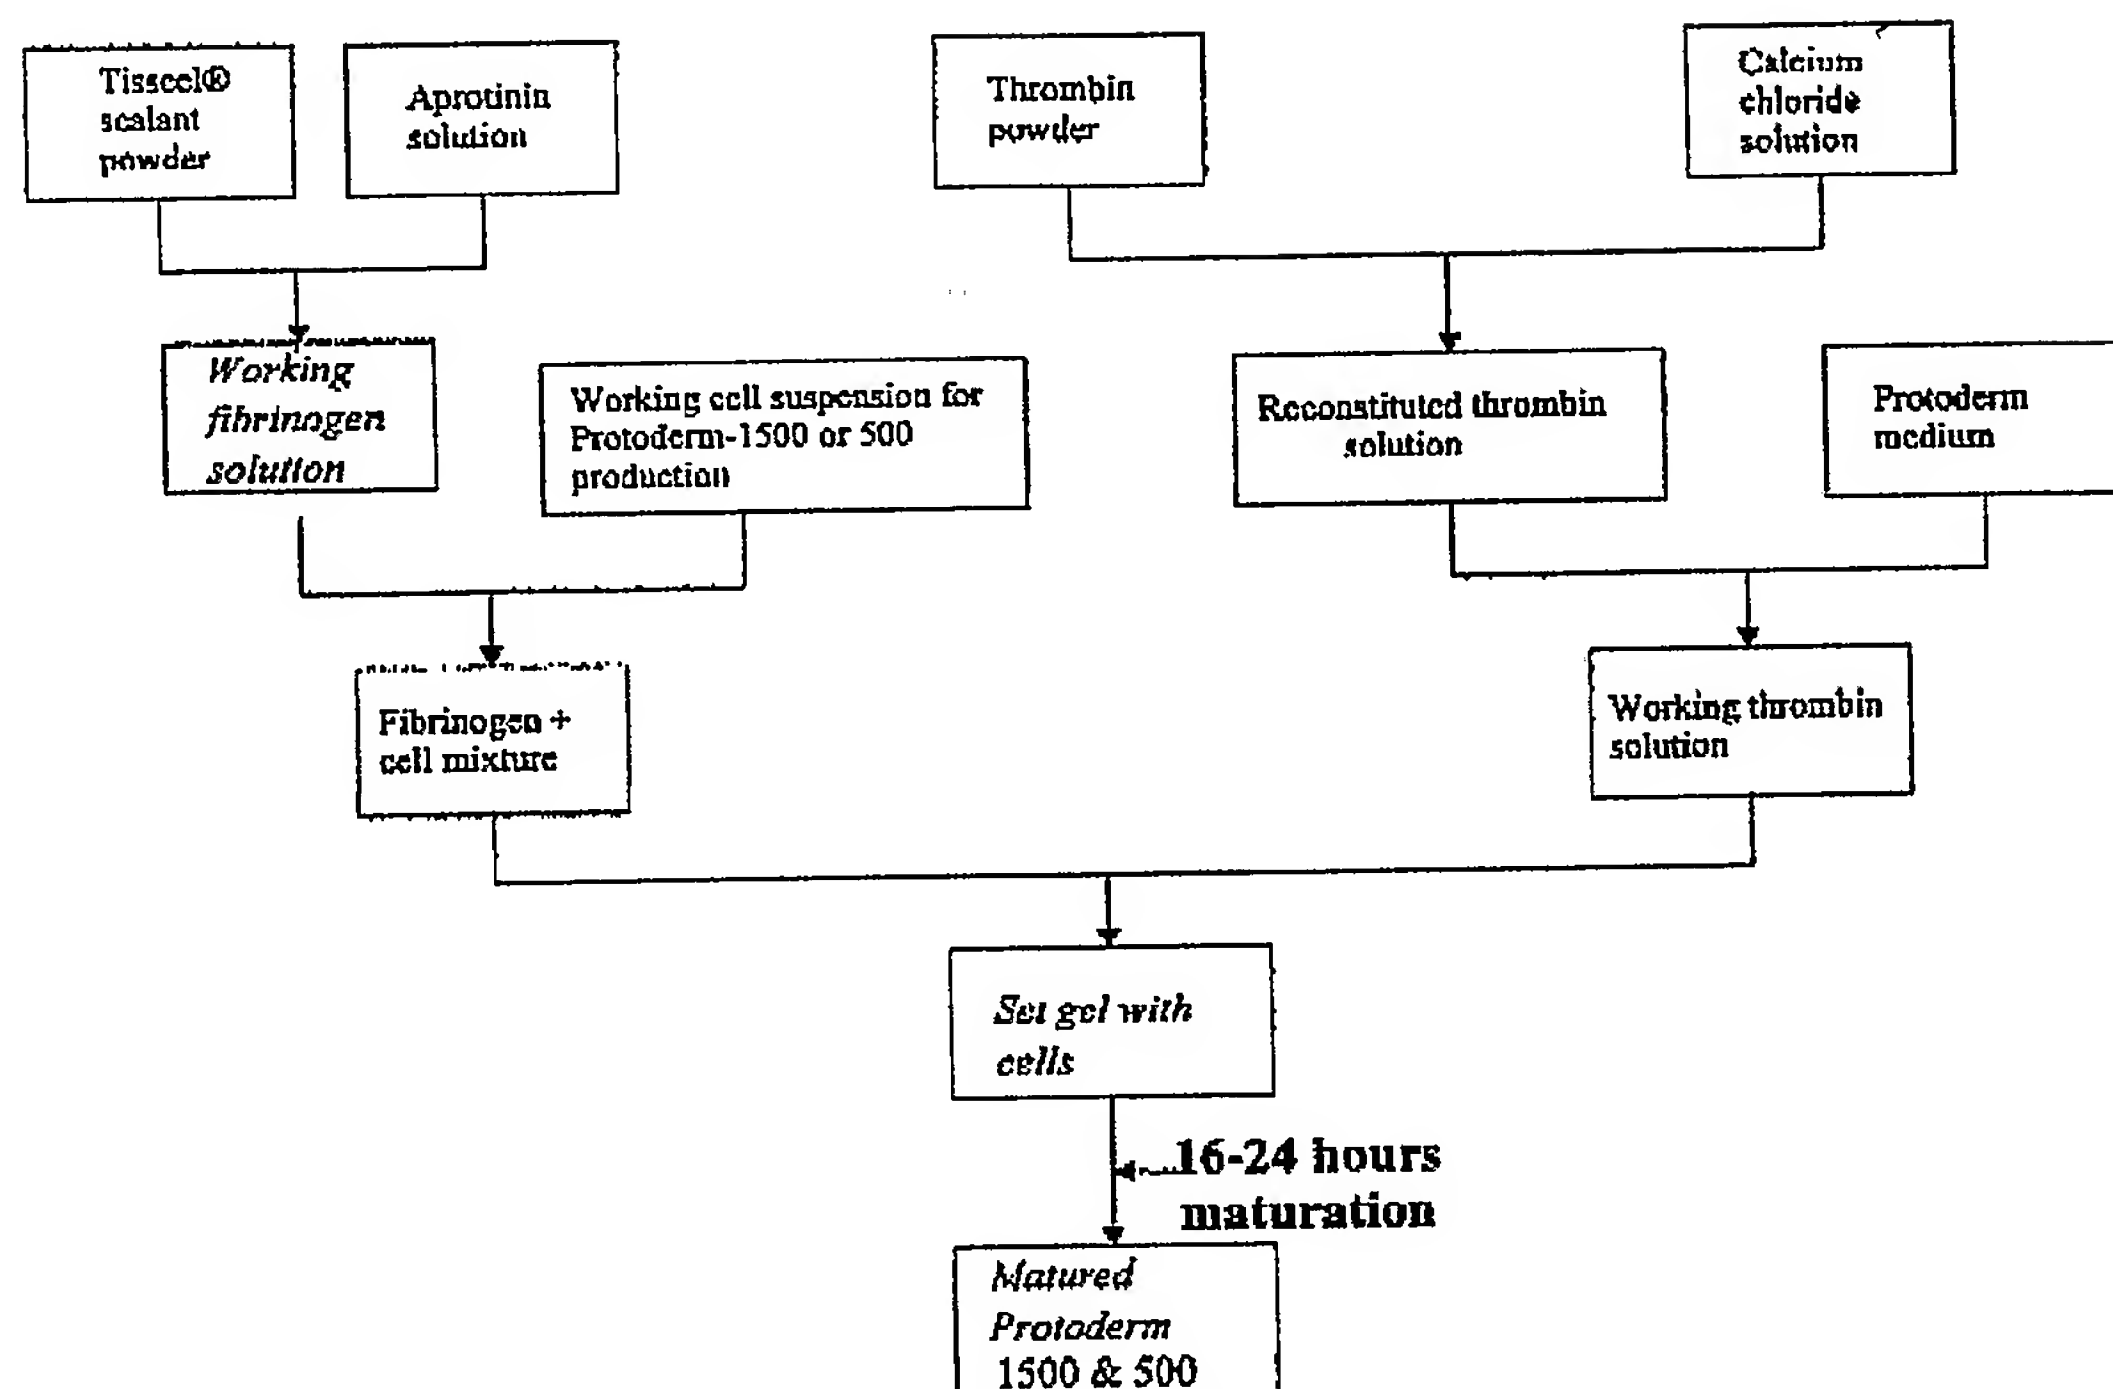 Tisseel®
sealant
powder
Aprotinin
solution
Thrombin
powder
Calcium
chloride
solution
Working
fibrinogen
solution
Working cell suspension for
Protoderm-1500 or 500
production
Reconstituted thrombin
solution
Protoderm
medium
Fibrinogen +
cell mixture
Working thrombin
solution
Set gel with
cells
16-24 hours
maturation
Matured
Protoderm
1500 & 500